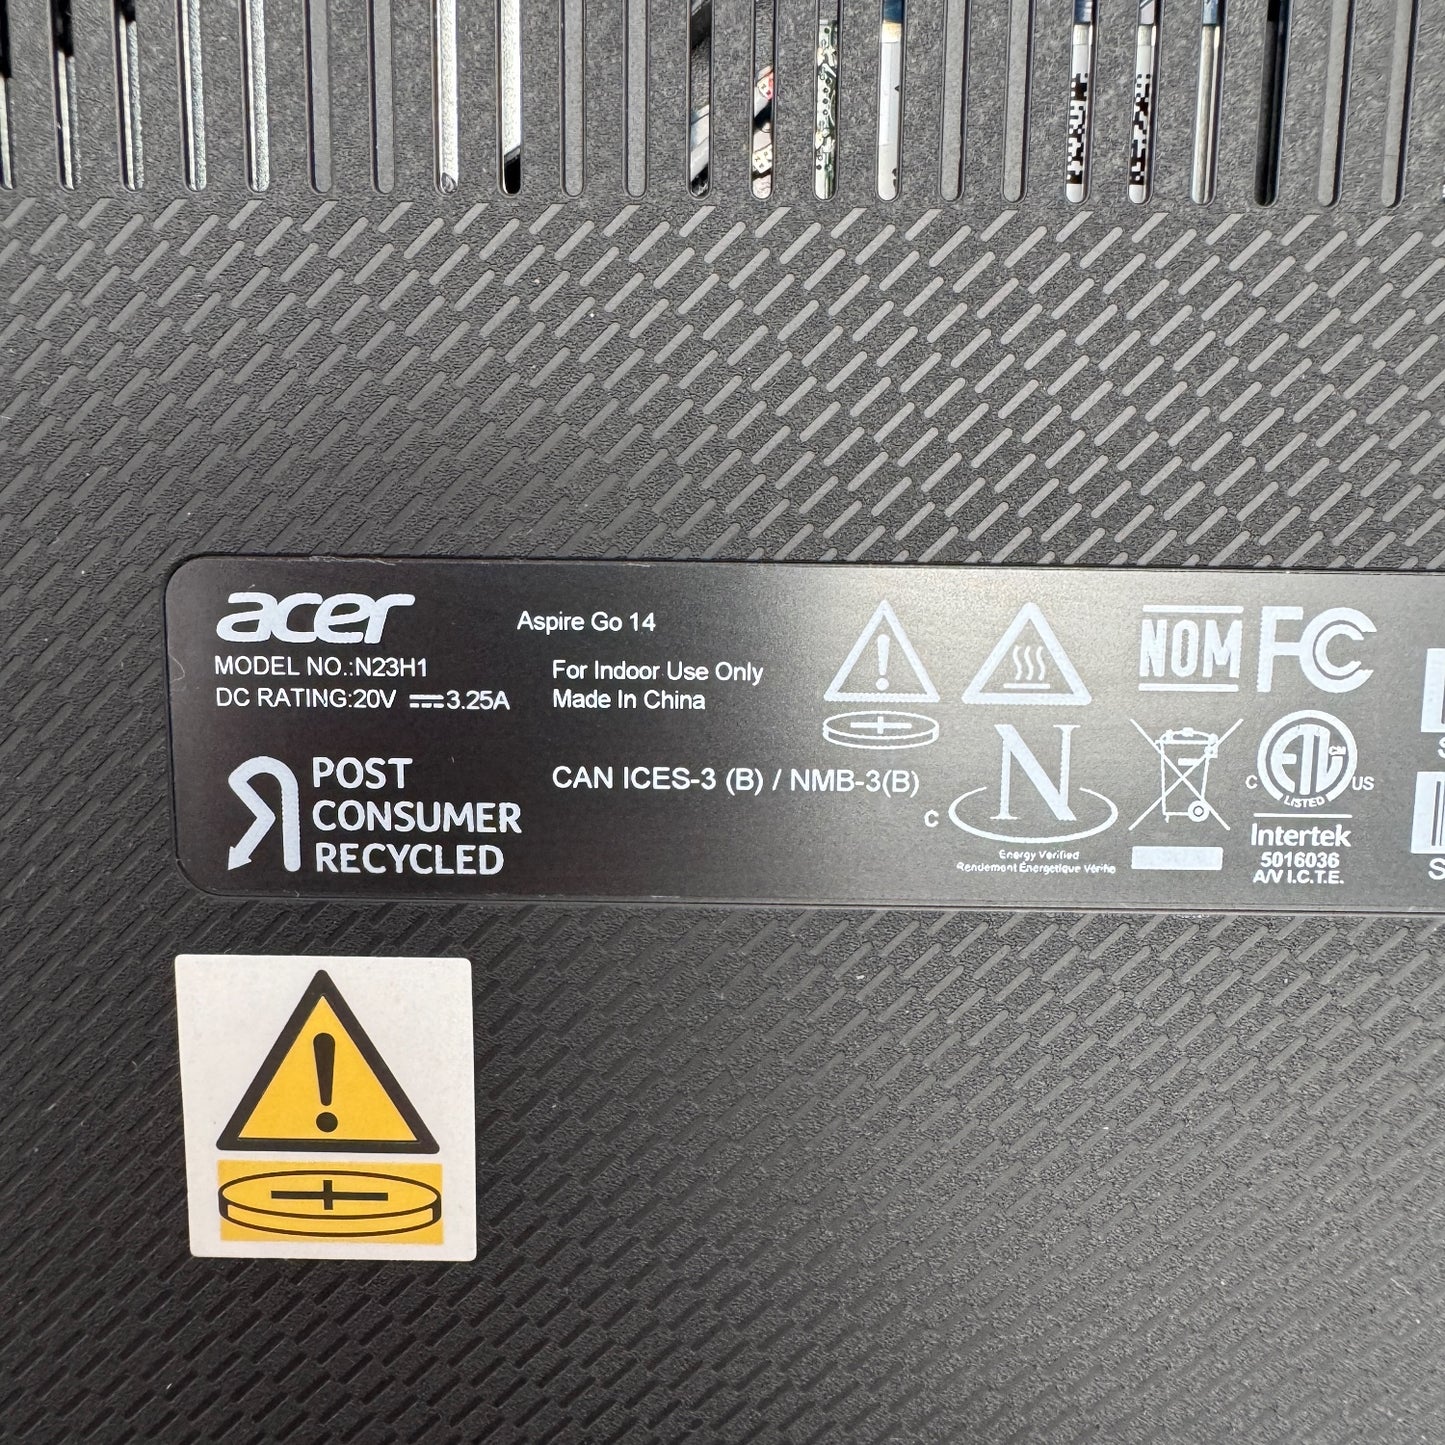 acer
Aspire Go 14
MODEL NO.:N23H1
For Indoor Use Only
DC RATING:20V ⎓3.25A
Made In China
POST
CONSUMER
RECYCLED
CAN ICES-3 (B) / NMB-3(B)
NOM
FC
C N
Energy Verified
Rendement Énergétique Vérifié
ETL CM
C US
LISTED
Intertek
5016036
A/V I.C.T.E.